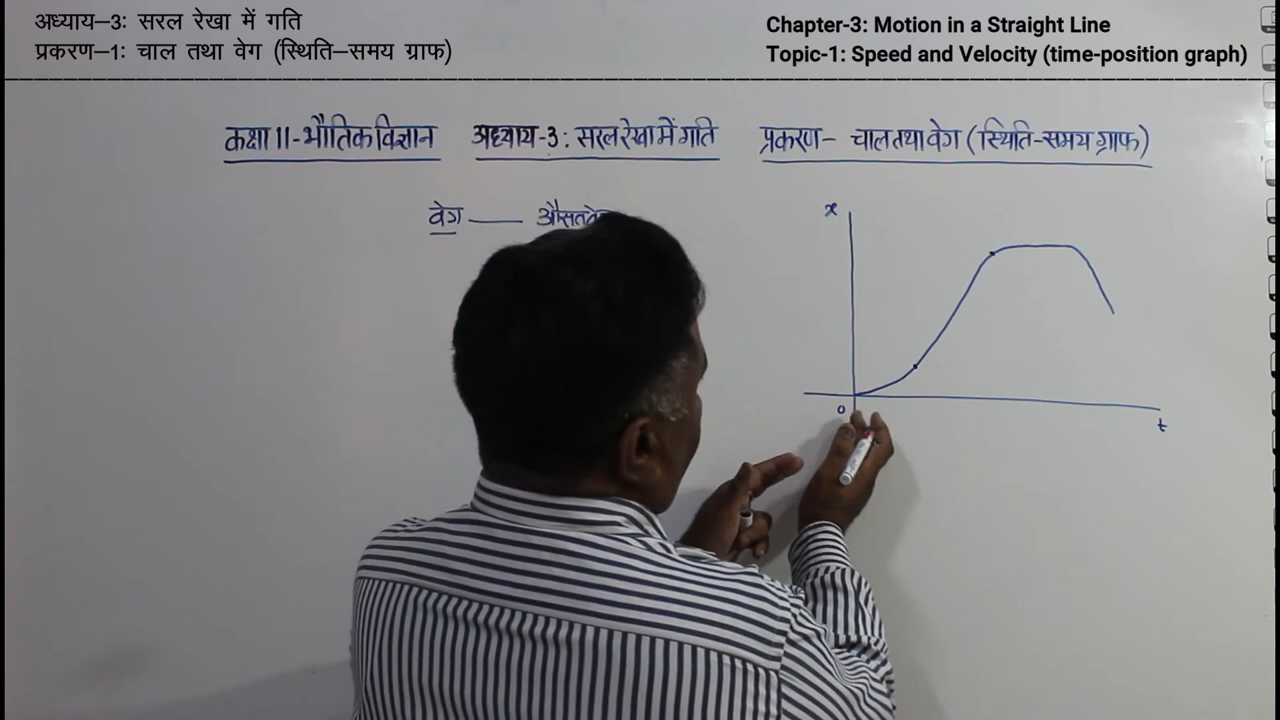 अध्याय–3: सरल रेखा में गति
प्रकरण–1: चाल तथा वेग (स्थिति–समय ग्राफ)
Chapter-3: Motion in a Straight Line
Topic-1: Speed and Velocity (time-position graph)
कक्षा 11-भौतिक विज्ञान अध्याय-3: सरल रेखा में गति प्रकरण- चाल तथा वेग (स्थिति-समय ग्राफ)
वेग
x
0
t